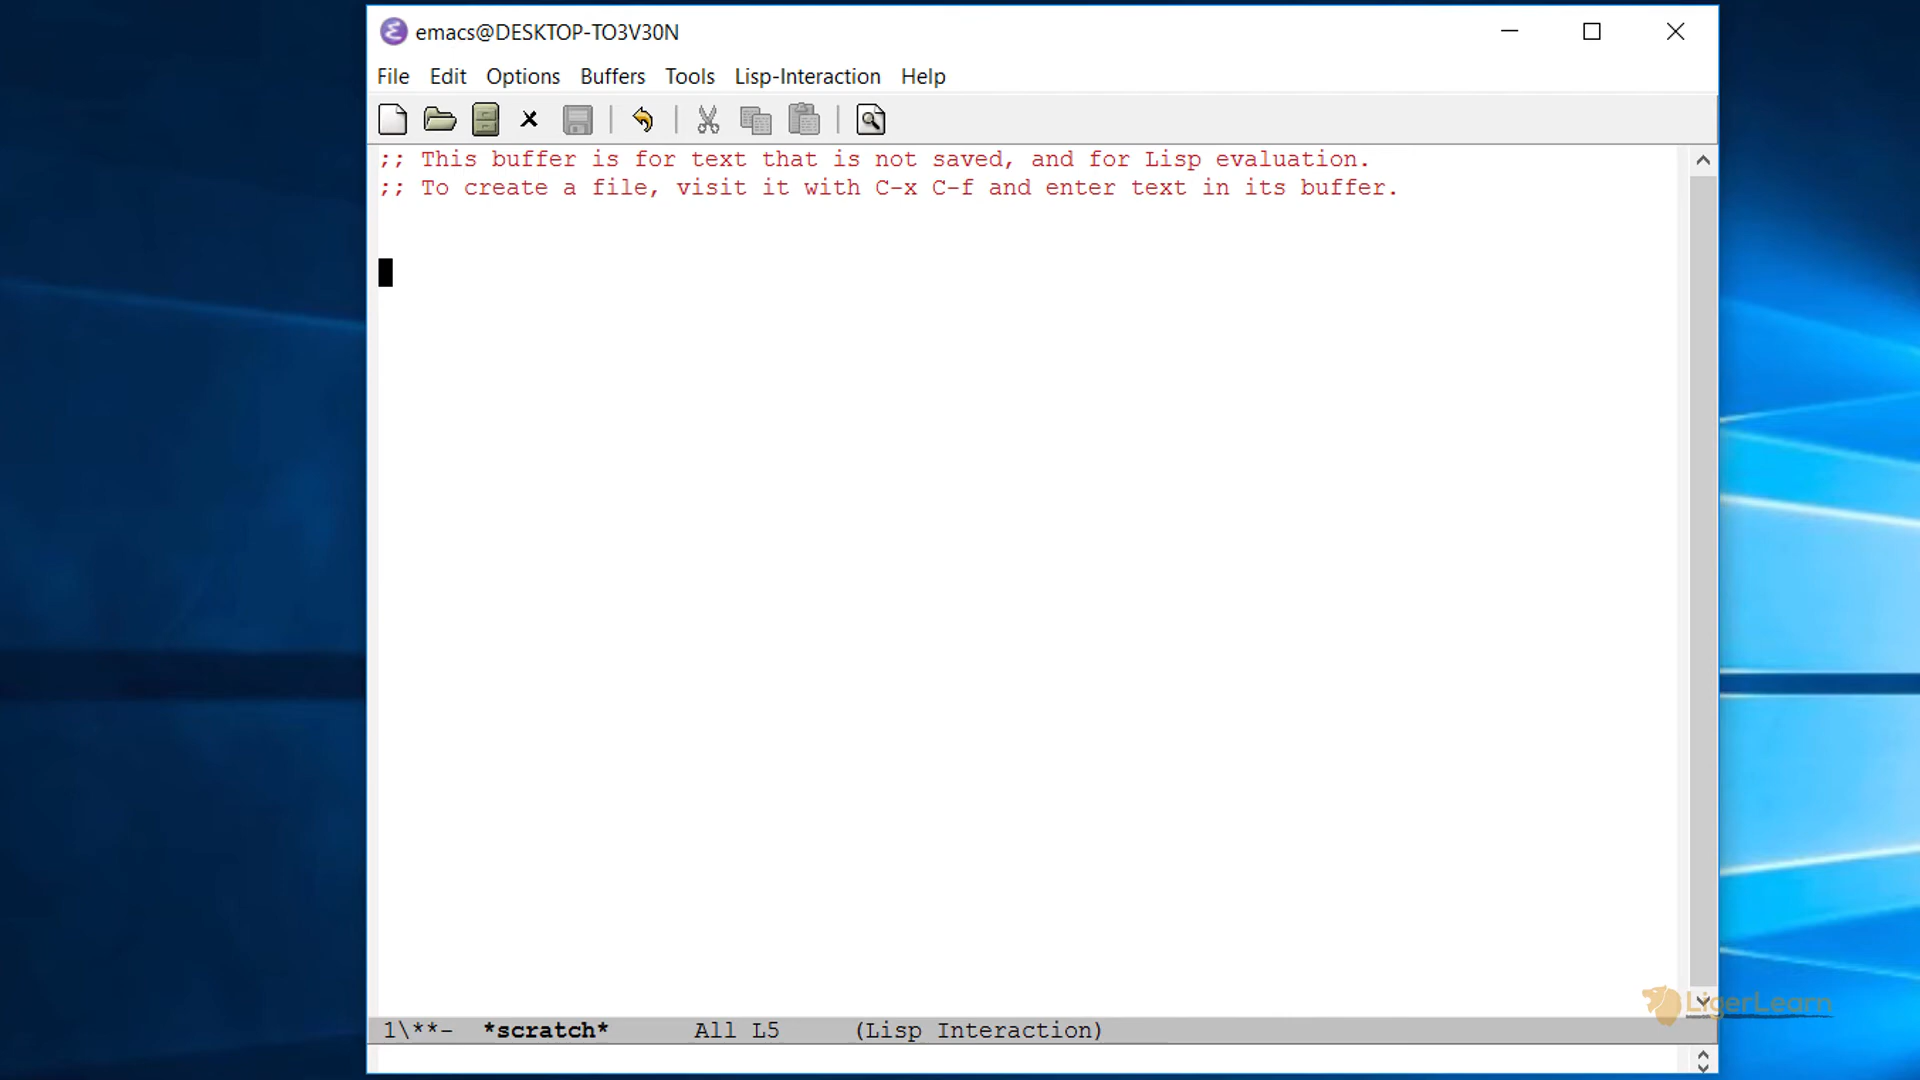 emacs@DESKTOP-TO3V30N
File Edit Options Buffers Tools Lisp-Interaction Help
;; This buffer is for text that is not saved, and for Lisp evaluation.
;; To create a file, visit it with C-x C-f and enter text in its buffer.
LigerLearn
1\**- *scratch* All L5 (Lisp Interaction)